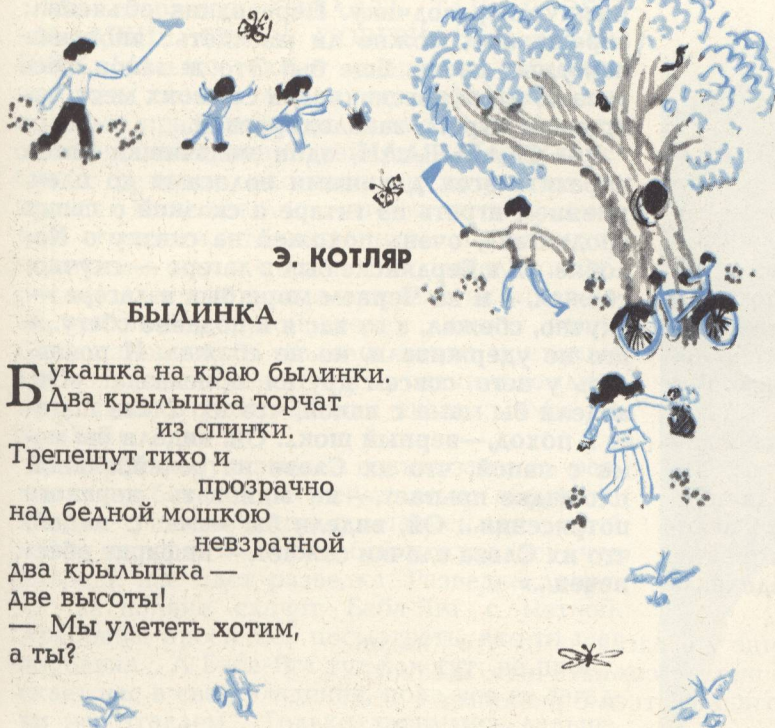 Э. КОТЛЯР
БЫЛИНКА
Букашка на краю былинки.
Два крылышка торчат
из спинки.
Трепещут тихо и
прозрачно
над бедной мошкою
невзрачной
два крылышка —
две высоты!
— Мы улететь хотим,
а ты?